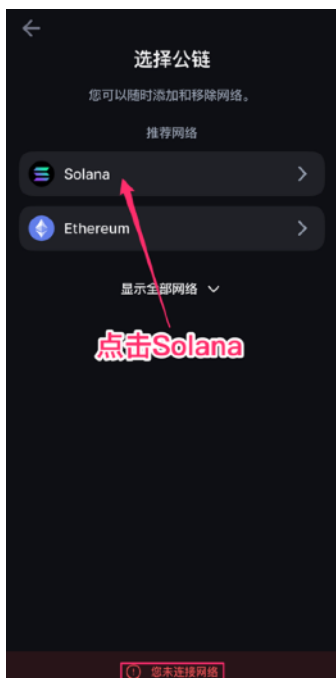 选择公链
您可以随时添加和移除网络。
推荐网络
Solana
Ethereum
显示全部网络
点击Solana
您未连接网络